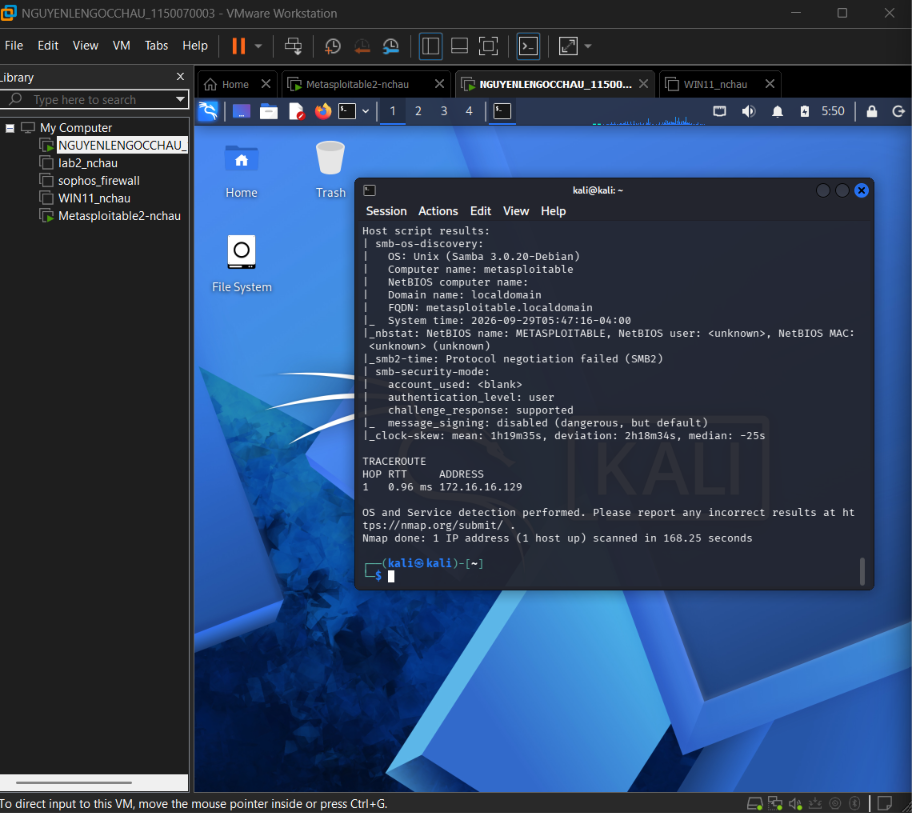 NGUYENLENGOCCHAU_1150070003 - VMware Workstation
File Edit View VM Tabs Help
Library
Type here to search
My Computer
NGUYENLENGOCCHAU_
lab2_nchau
sophos_firewall
WIN11_nchau
Metasploitable2-nchau
Home
Metasploitable2-nchau
NGUYENLENGOCCHAU_11500...
WIN11_nchau
1 2 3 4
5:50
Home
Trash
File System
kali@kali: ~
Session Actions Edit View Help
Host script results:
| smb-os-discovery:
|   OS: Unix (Samba 3.0.20-Debian)
|   Computer name: metasploitable
|   NetBIOS computer name:
|   Domain name: localdomain
|   FQDN: metasploitable.localdomain
|_  System time: 2026-09-29T05:47:16-04:00
|_nbstat: NetBIOS name: METASPLOITABLE, NetBIOS user: <unknown>, NetBIOS MAC:
<unknown> (unknown)
|_smb2-time: Protocol negotiation failed (SMB2)
| smb-security-mode:
|   account_used: <blank>
|   authentication_level: user
|   challenge_response: supported
|_  message_signing: disabled (dangerous, but default)
|_clock-skew: mean: 1h19m35s, deviation: 2h18m34s, median: -25s
TRACEROUTE
HOP RTT     ADDRESS
1   0.96 ms 172.16.16.129
OS and Service detection performed. Please report any incorrect results at ht
tps://nmap.org/submit/ .
Nmap done: 1 IP address (1 host up) scanned in 168.25 seconds
┌──(kali㉿kali)-[~]
└─$
KALI
To direct input to this VM, move the mouse pointer inside or press Ctrl+G.